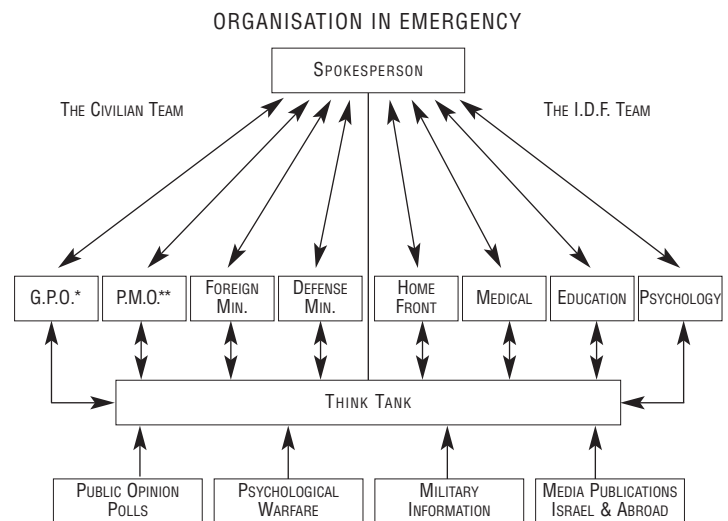 ORGANISATION IN EMERGENCY
SPOKESPERSON
THE CIVILIAN TEAM
THE I.D.F. TEAM
G.P.O.*
P.M.O.**
FOREIGN
MIN.
DEFENSE
MIN.
HOME
FRONT
MEDICAL
EDUCATION
PSYCHOLOGY
THINK TANK
PUBLIC OPINION
POLLS
PSYCHOLOGICAL
WARFARE
MILITARY
INFORMATION
MEDIA PUBLICATIONS
ISRAEL & ABROAD